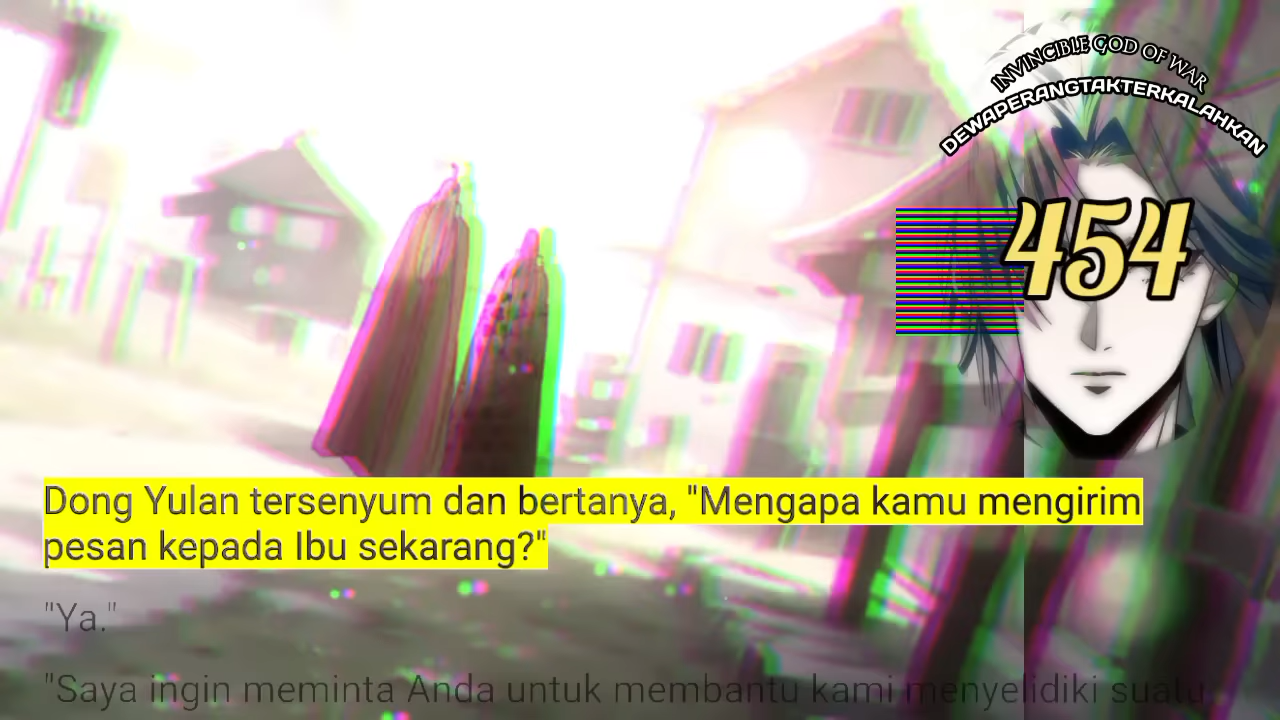 INVINCIBLE GOD OF WAR
DEWAPERANGTAKTERKALAHKAN
454
Dong Yulan tersenyum dan bertanya, "Mengapa kamu mengirim
pesan kepada Ibu sekarang?"
"Ya."
"Saya ingin meminta Anda untuk membantu kami menyelidiki suatu